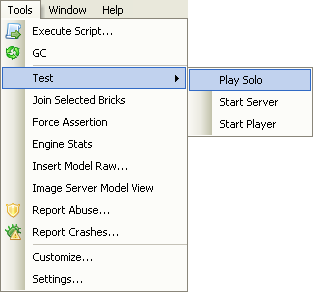 Tools Window Help
Execute Script...
GC
Test
Play Solo
Join Selected Bricks
Start Server
Force Assertion
Start Player
Engine Stats
Insert Model Raw...
Image Server Model View
Report Abuse...
Report Crashes...
Customize...
Settings...